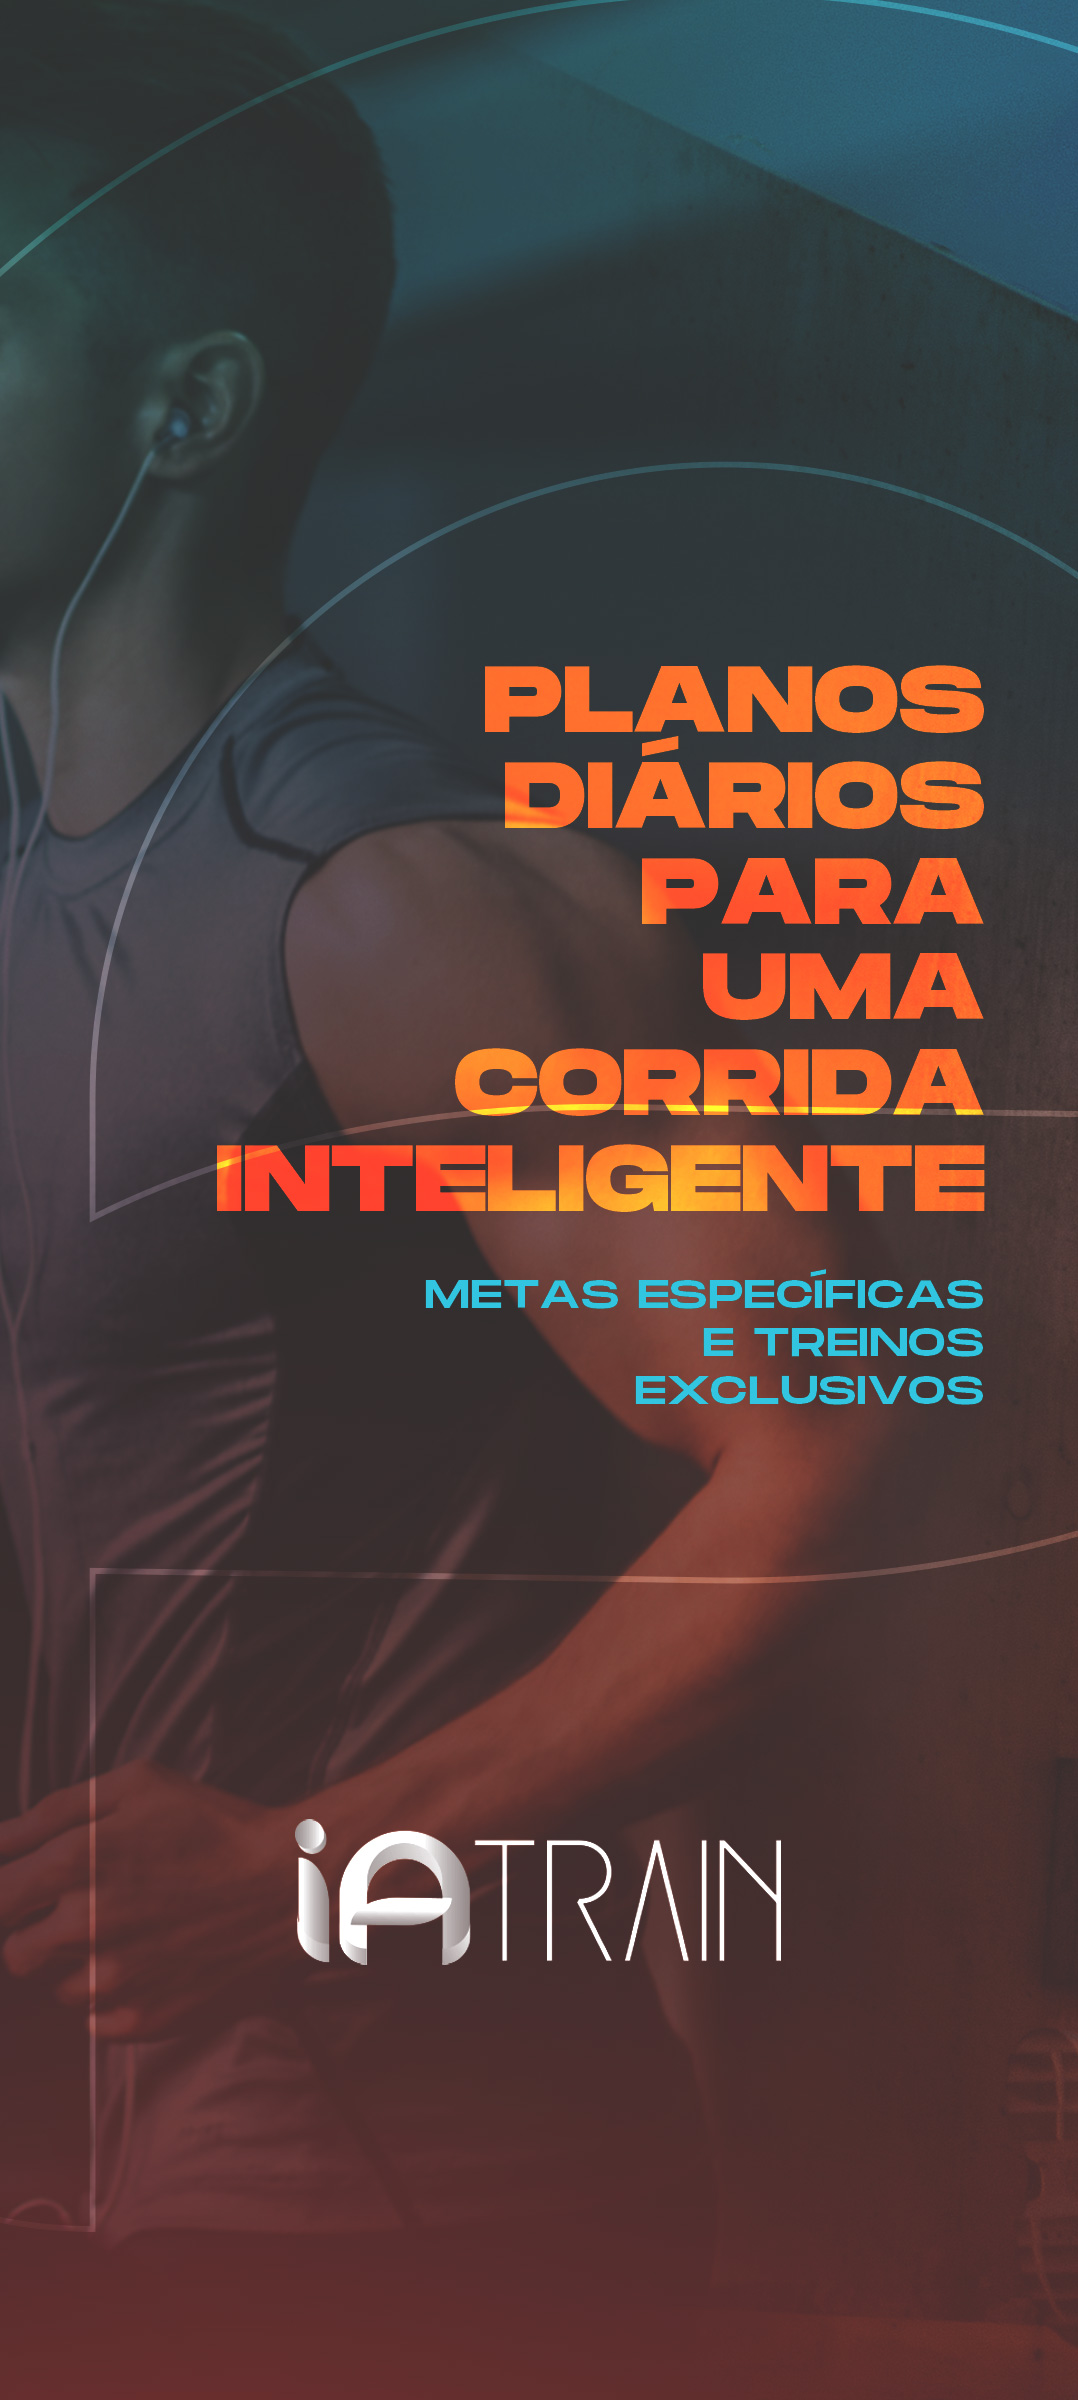 PLANOS
DIÁRIOS
PARA
UMA
CORRIDA
INTELIGENTE
METAS ESPECÍFICAS
E TREINOS
EXCLUSIVOS
iATRAIN